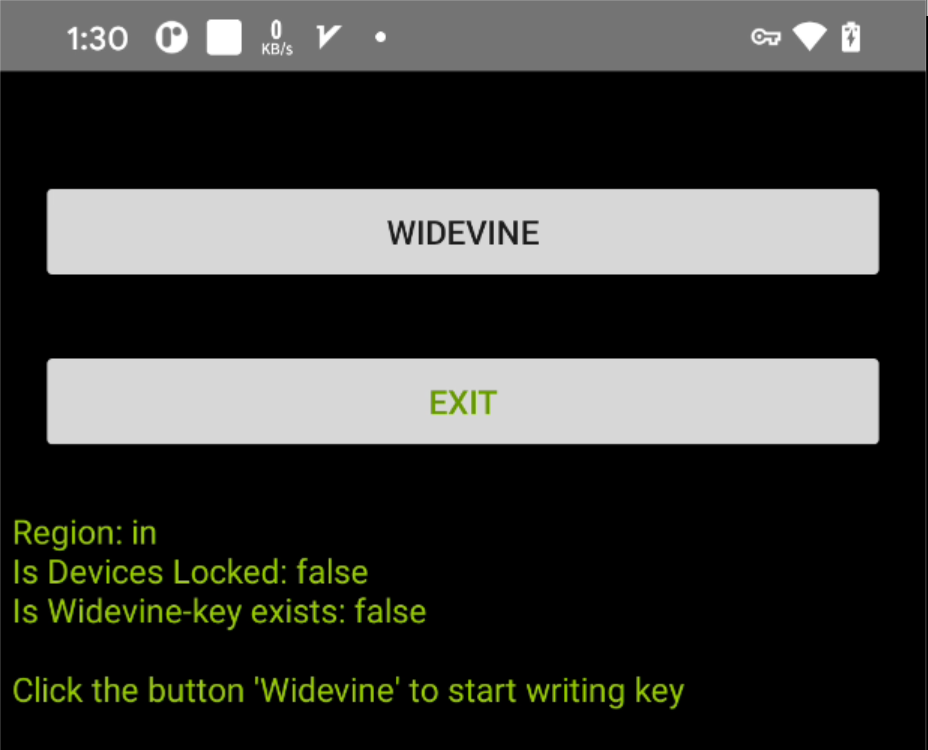 1:30
0
KB/s
WIDEVINE
EXIT
Region: in
Is Devices Locked: false
Is Widevine-key exists: false
Click the button 'Widevine' to start writing key